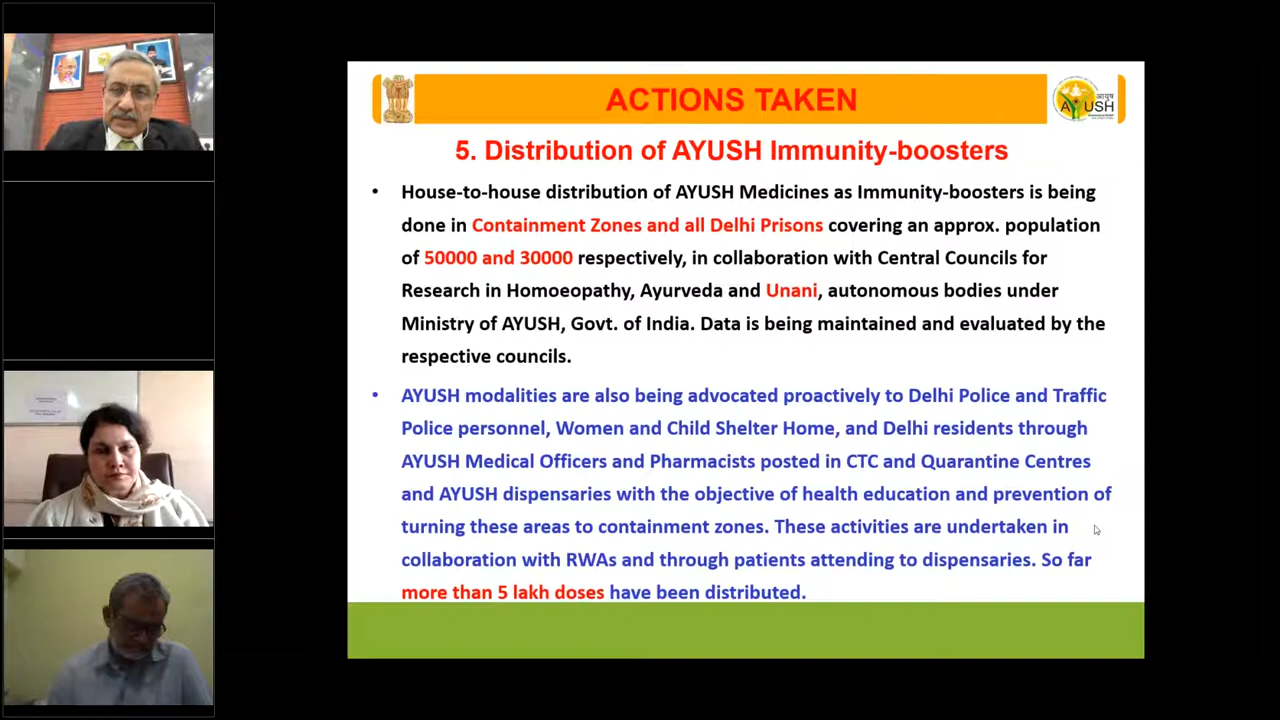 ACTIONS TAKEN
आयुष
AYUSH
5. Distribution of AYUSH Immunity-boosters
• House-to-house distribution of AYUSH Medicines as Immunity-boosters is being
done in Containment Zones and all Delhi Prisons covering an approx. population
of 50000 and 30000 respectively, in collaboration with Central Councils for
Research in Homoeopathy, Ayurveda and Unani, autonomous bodies under
Ministry of AYUSH, Govt. of India. Data is being maintained and evaluated by the
respective councils.
• AYUSH modalities are also being advocated proactively to Delhi Police and Traffic
Police personnel, Women and Child Shelter Home, and Delhi residents through
AYUSH Medical Officers and Pharmacists posted in CTC and Quarantine Centres
and AYUSH dispensaries with the objective of health education and prevention of
turning these areas to containment zones. These activities are undertaken in
collaboration with RWAs and through patients attending to dispensaries. So far
more than 5 lakh doses have been distributed.